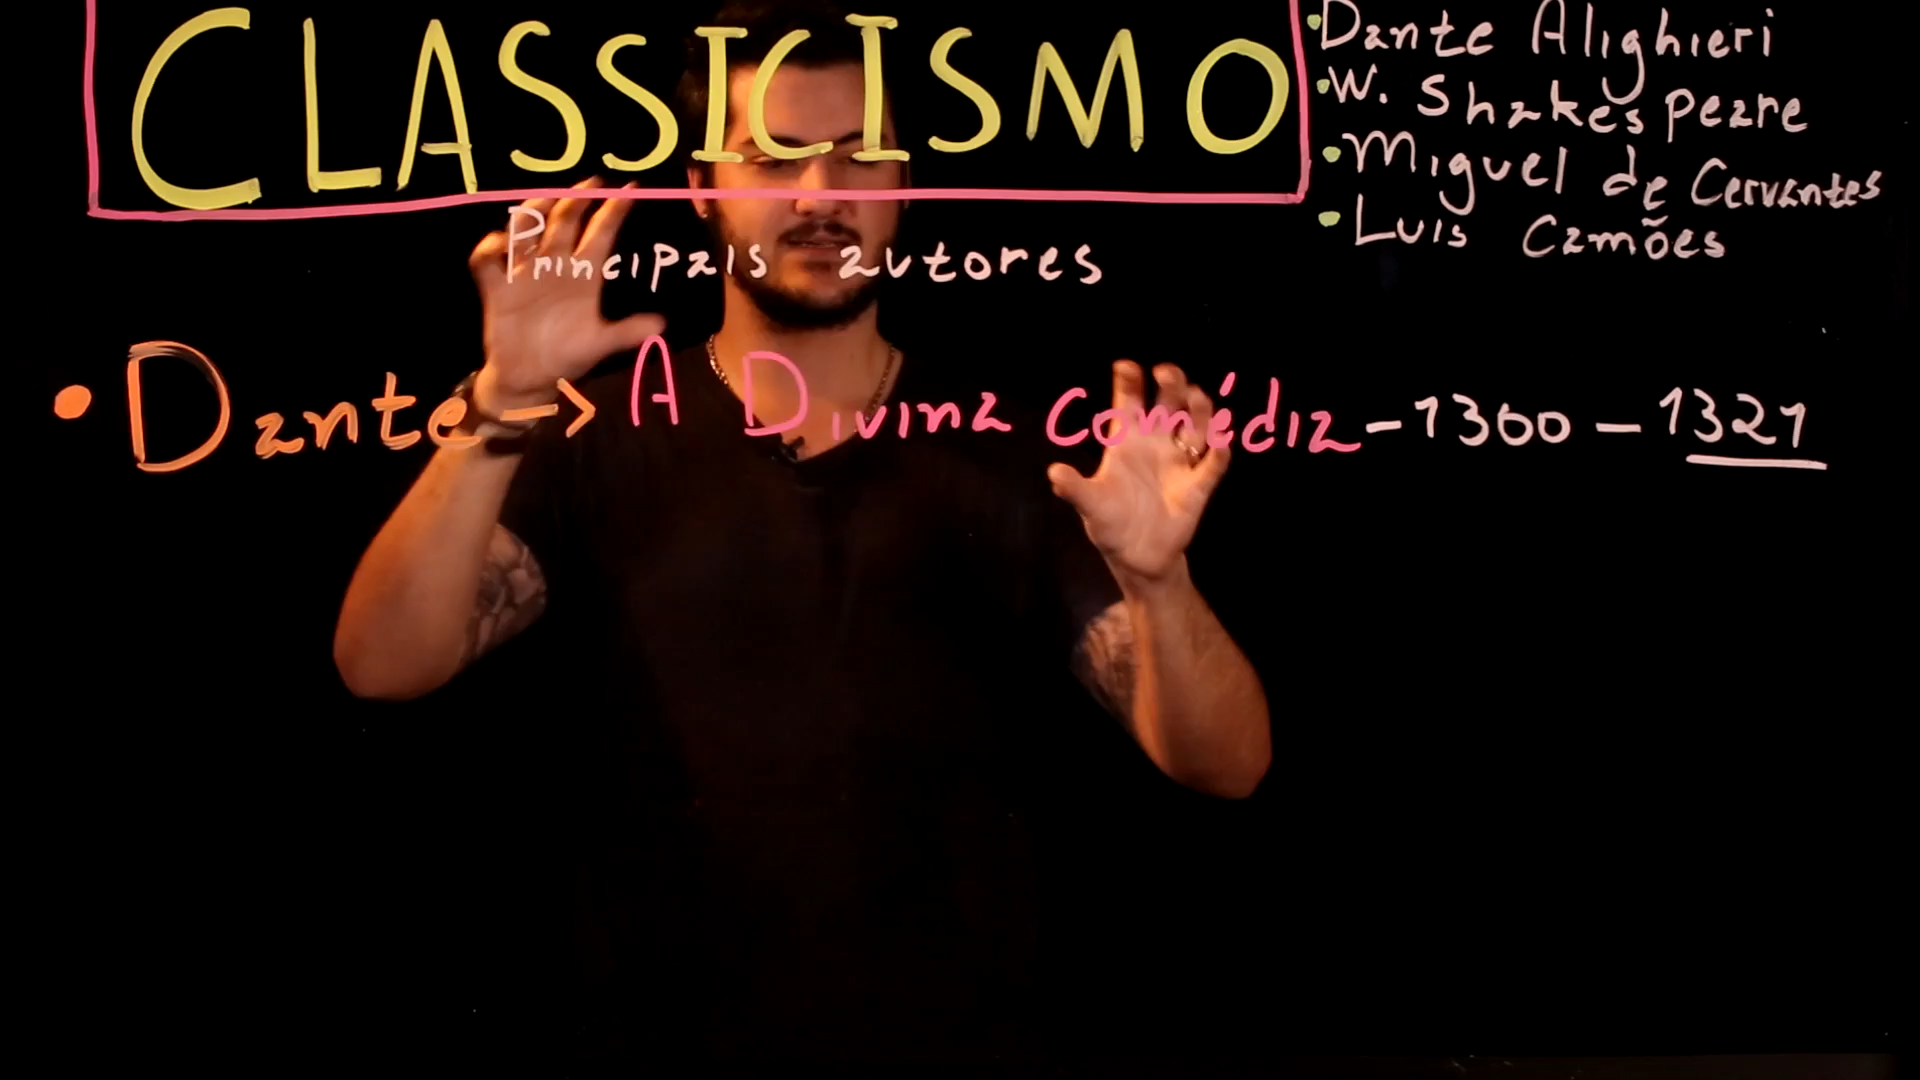 CLASSICISMO
Principais autores
• Dante Alighieri
• W. Shakespeare
• Miguel de Cervantes
• Luis Camões
• Dante -> A Divina Comédia - 1300 - 1321